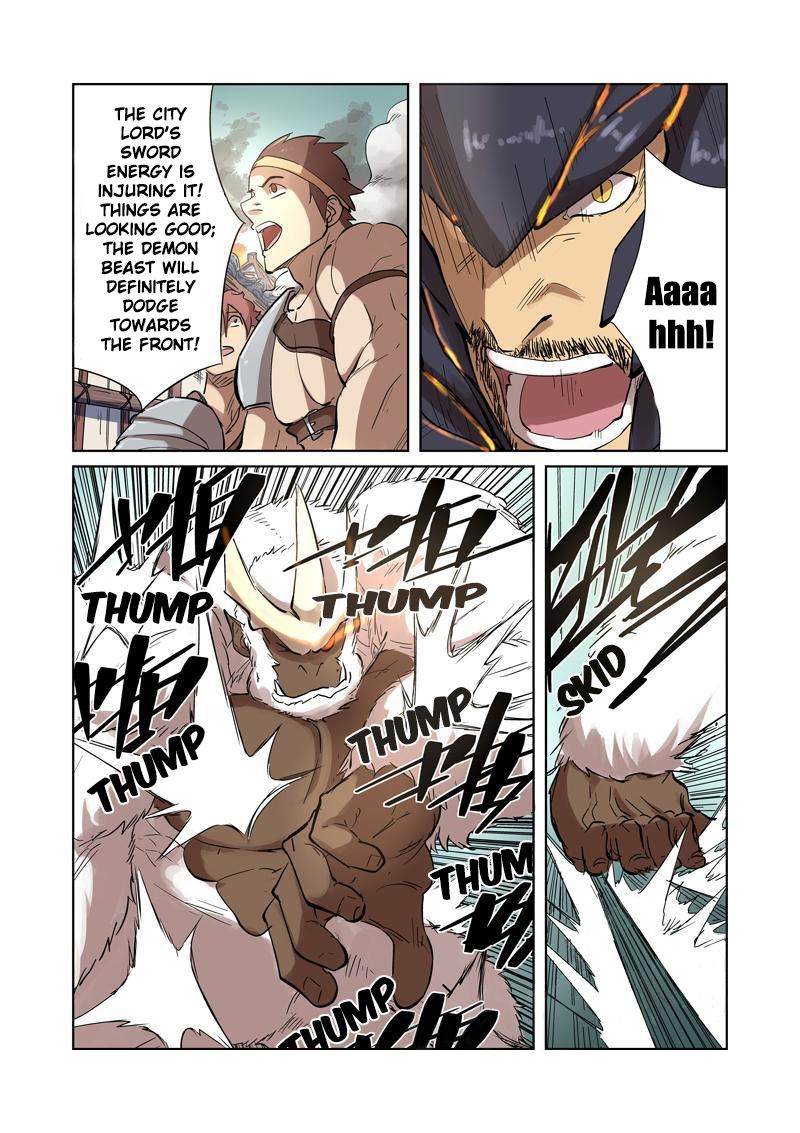 THE CITY
LORD'S
SWORD
ENERGY IS
INJURING IT!
THINGS ARE
LOOKING GOOD;
THE DEMON
BEAST WILL
DEFINITELY
DODGE
TOWARDS
THE FRONT!
Aaaa
hhh!
THUMP
THUMP
THUMP
THUMP
THUM
THUMP
SKID